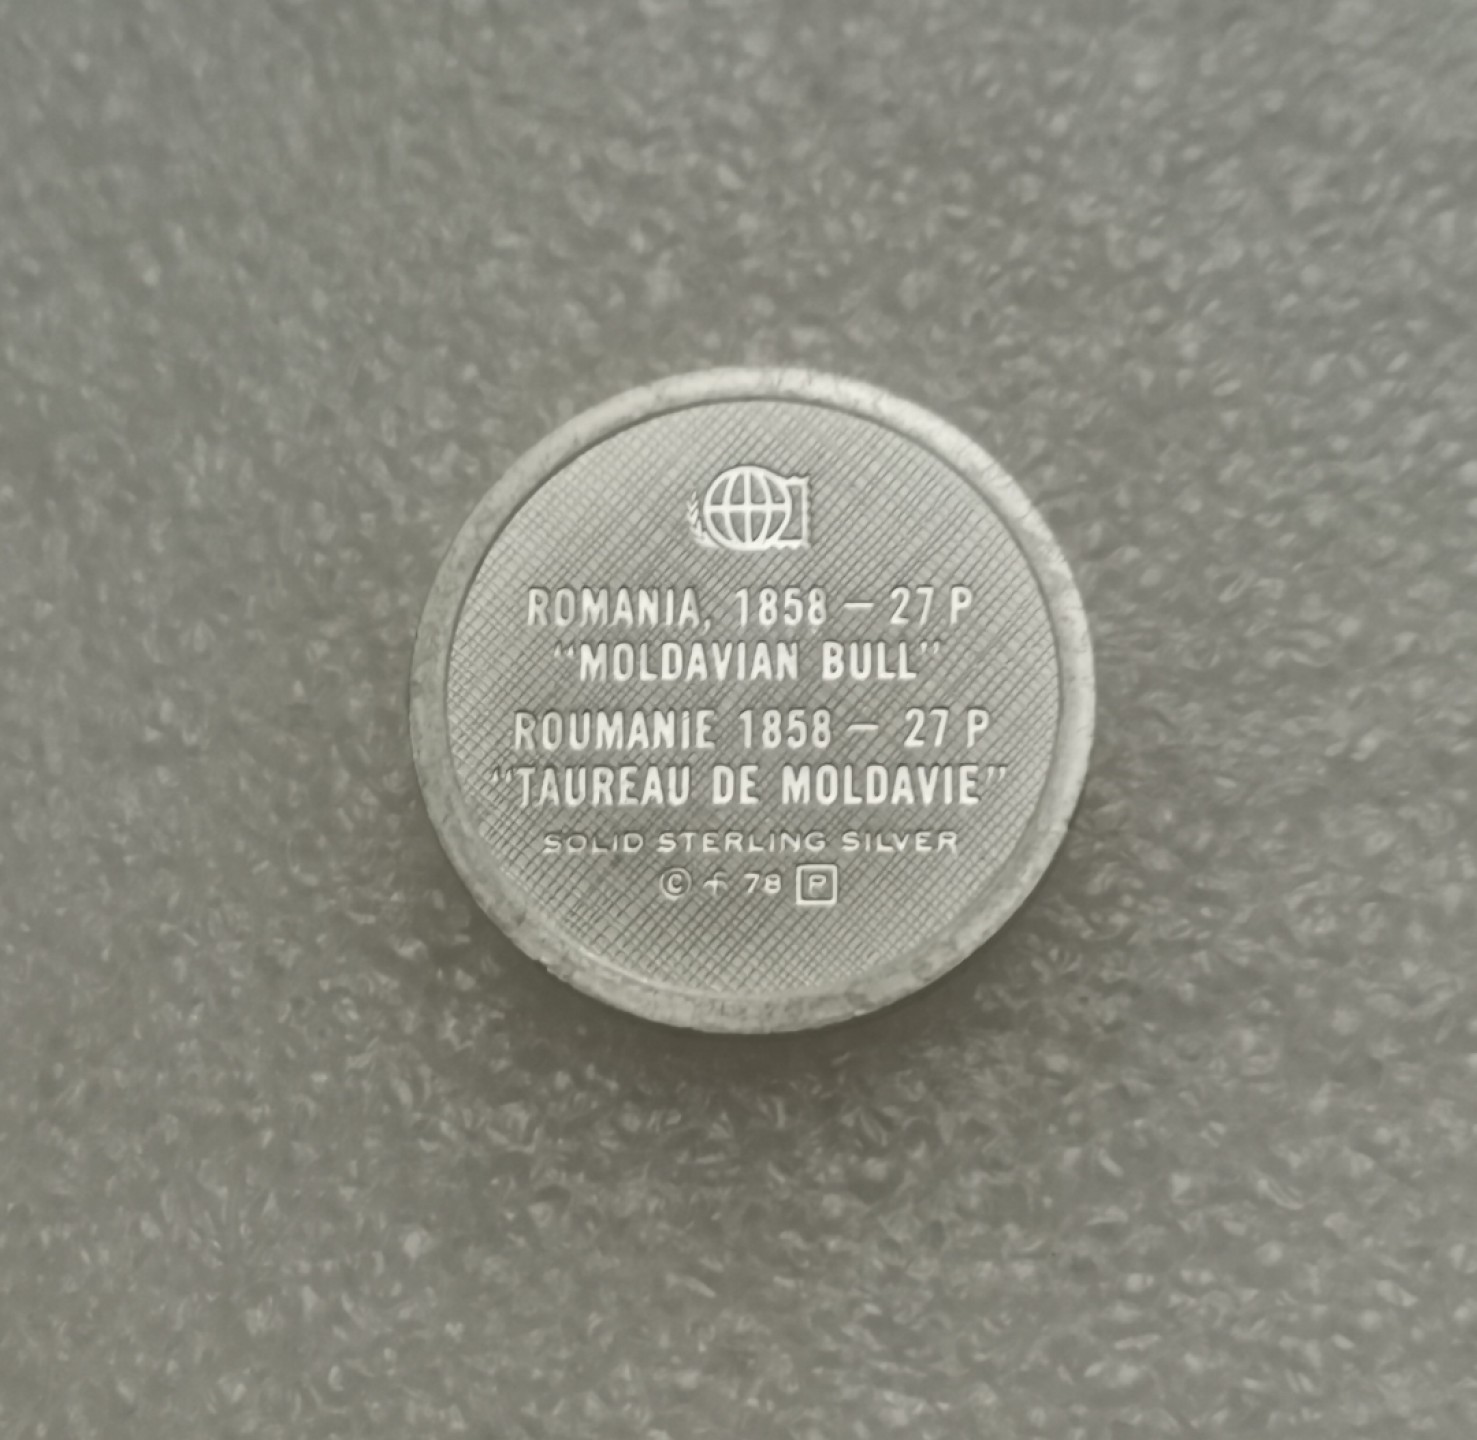 ROMANIA, 1858 – 27 P
"MOLDAVIAN BULL"
ROUMANIE 1858 – 27 P
"TAUREAU DE MOLDAVIE"
SOLID STERLING SILVER
© f 78 P